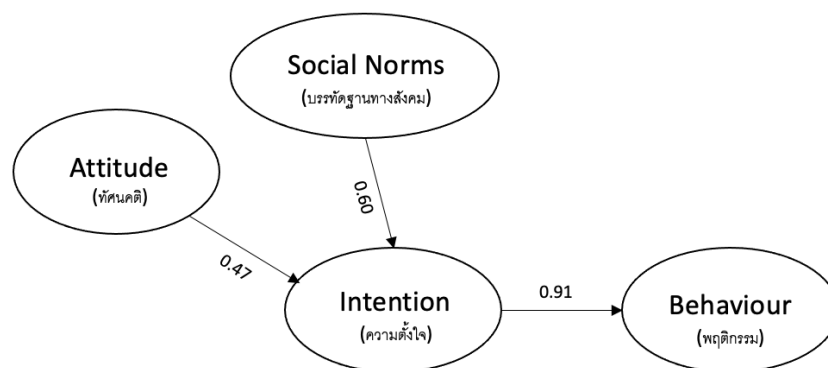 Social Norms
(บรรทัดฐานทางสังคม)
Attitude
(ทัศนคติ)
0.60
0.47
Intention
(ความตั้งใจ)
0.91
Behaviour
(พฤติกรรม)